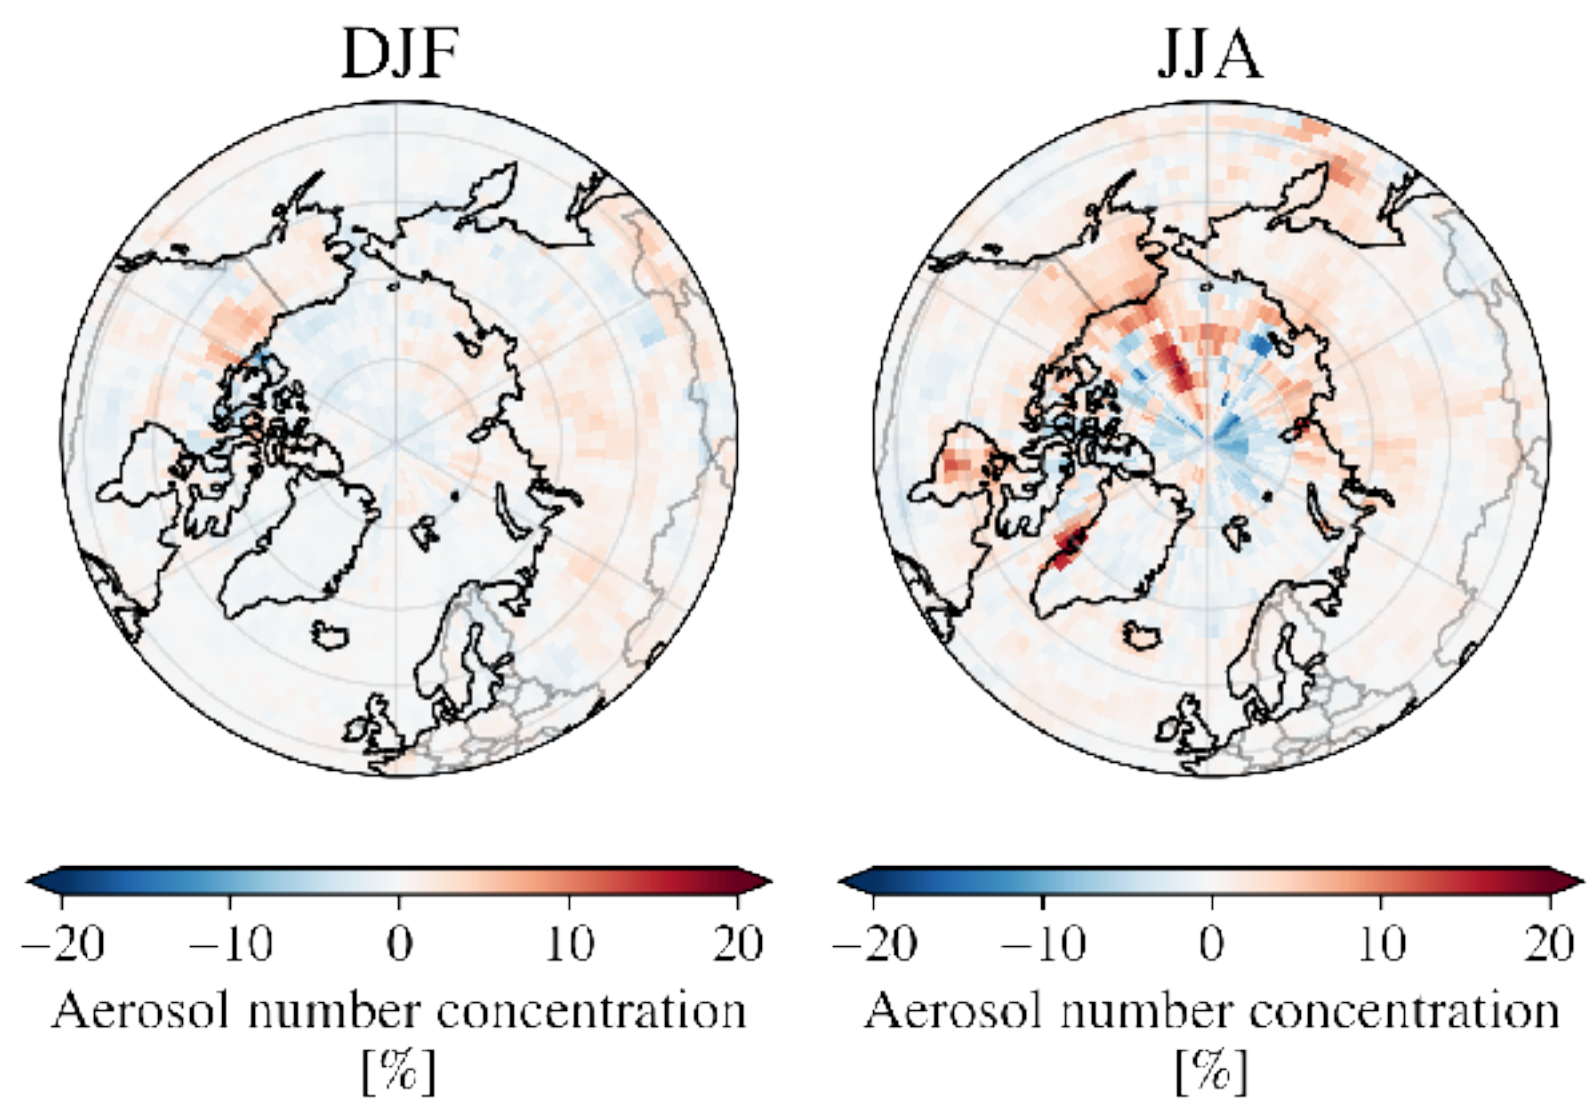 DJF JJA
−20 −10 0 10 20 −20 −10 0 10 20
Aerosol number concentration Aerosol number concentration
[%] [%]